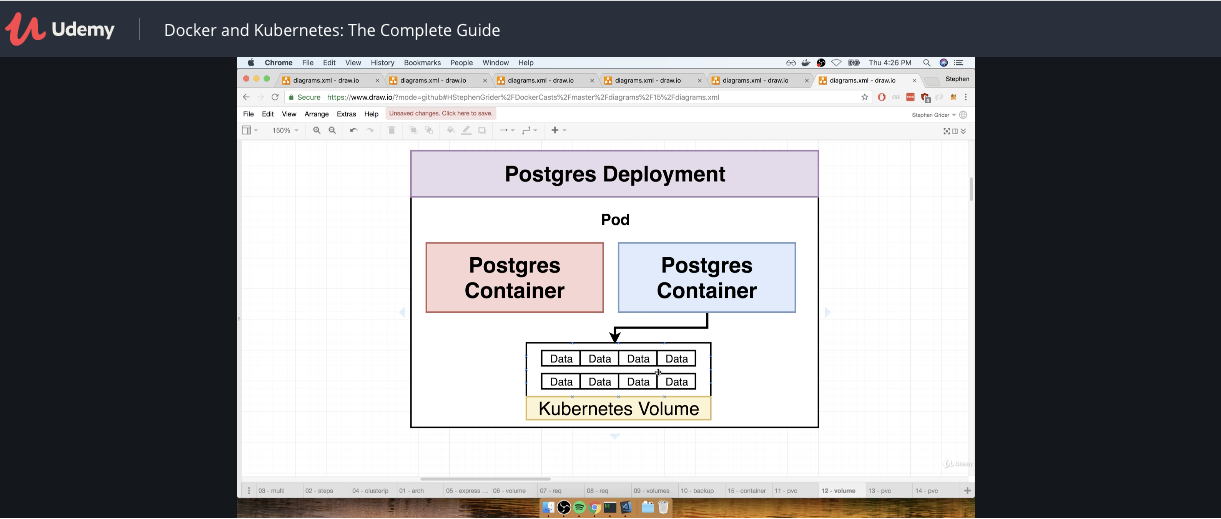 Udemy
Docker and Kubernetes: The Complete Guide
Chrome File Edit View History Bookmarks People Window Help
Thu 4:26 PM
diagrams.xml - draw.io
diagrams.xml - draw.io
diagrams.xml - draw.io
diagrams.xml - draw.io
diagrams.xml - draw.io
diagrams.xml - draw.io
Stephen
Secure https://www.draw.io/?mode=github#HStephenGrider%2FDockerCasts%2Fmaster%2Fdiagrams%2F15%2Fdiagrams.xml
File Edit View Arrange Extras Help Unsaved changes. Click here to save.
Stephen Grider
150%
Postgres Deployment
Pod
Postgres
Container
Postgres
Container
Data Data Data Data
Data Data Data Data
Kubernetes Volume
Udemy
03 - multi 02 - steps 04 - clusterip 01 - arch 05 - express ... 06 - volume 07 - req 08 - req 09 - volumes 10 - backup 15 - container 11 - pvc 12 - volume 13 - pvc 14 - pvc